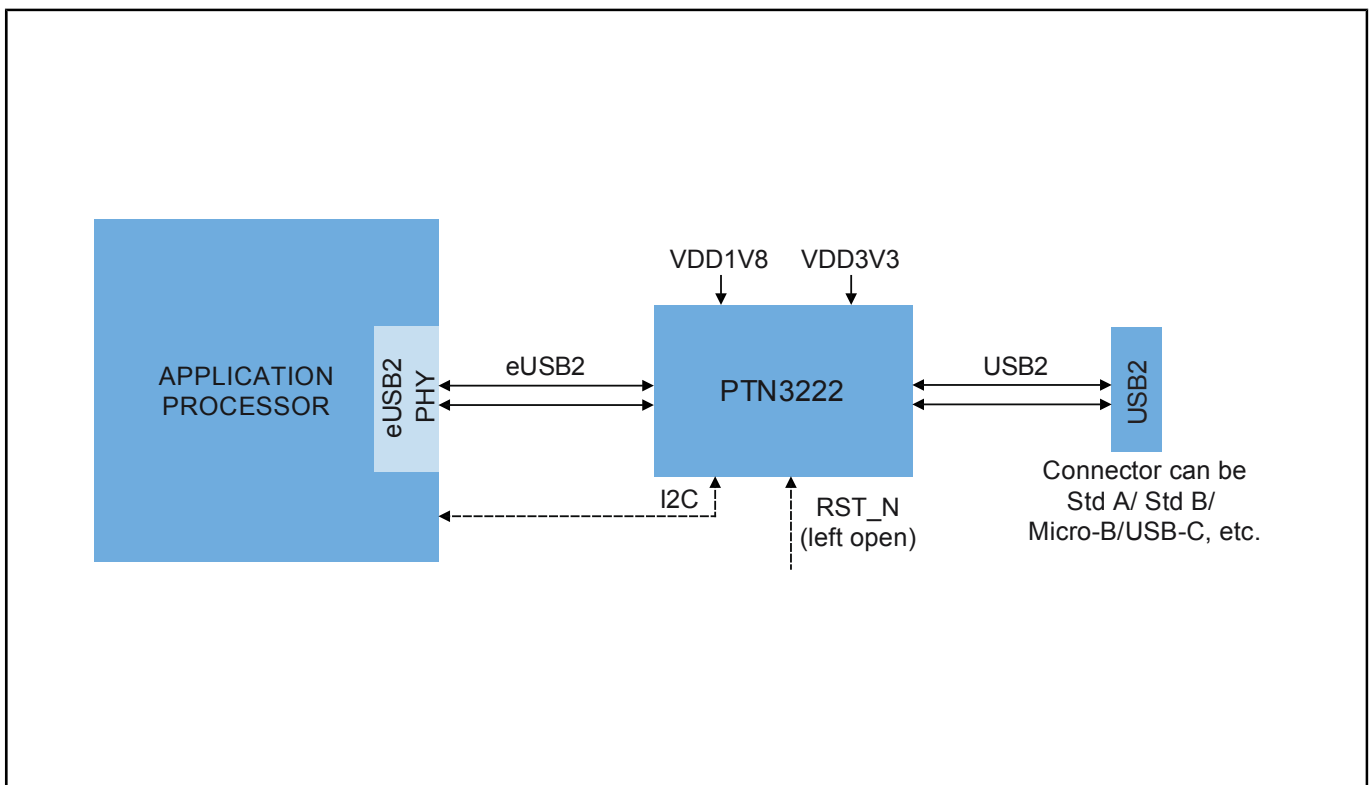 VDD1V8
VDD3V3
APPLICATION
PROCESSOR
eUSB2
PHY
eUSB2
PTN3222
USB2
USB2
I2C
RST_N
(left open)
Connector can be
Std A/ Std B/
Micro-B/USB-C, etc.